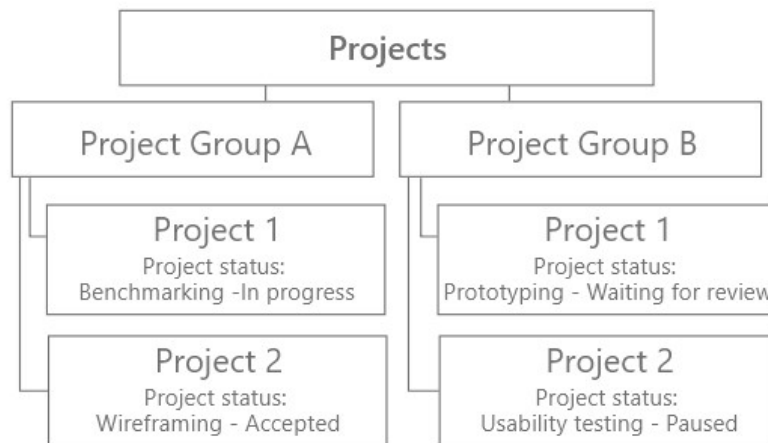 Projects
Project Group A
Project 1
Project status:
Benchmarking -In progress
Project 2
Project status:
Wireframing - Accepted
Project Group B
Project 1
Project status:
Prototyping - Waiting for review
Project 2
Project status:
Usability testing - Paused